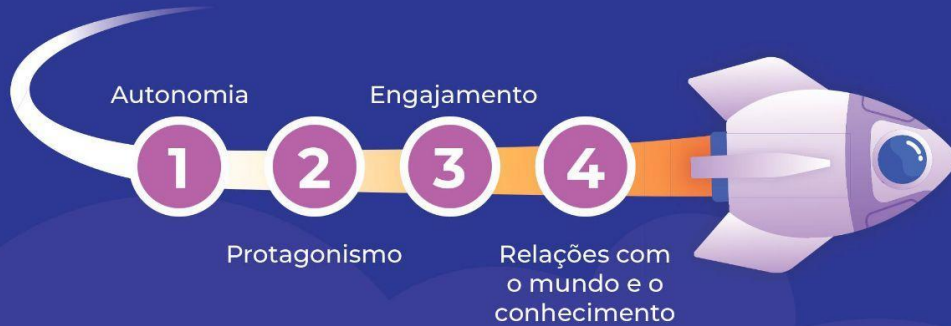 Autonomia
1
Protagonismo
2
Engajamento
3
Relações com
o mundo e o
conhecimento
4